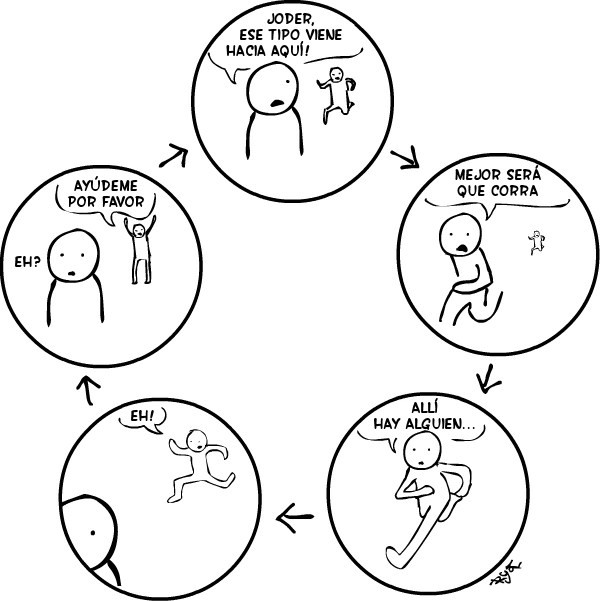 JODER,
ESE TIPO VIENE
HACIA AQUÍ!
MEJOR SERÁ
QUE CORRA
ALLÍ
HAY ALGUIEN...
EH!
EH?
AYÚDEME
POR FAVOR